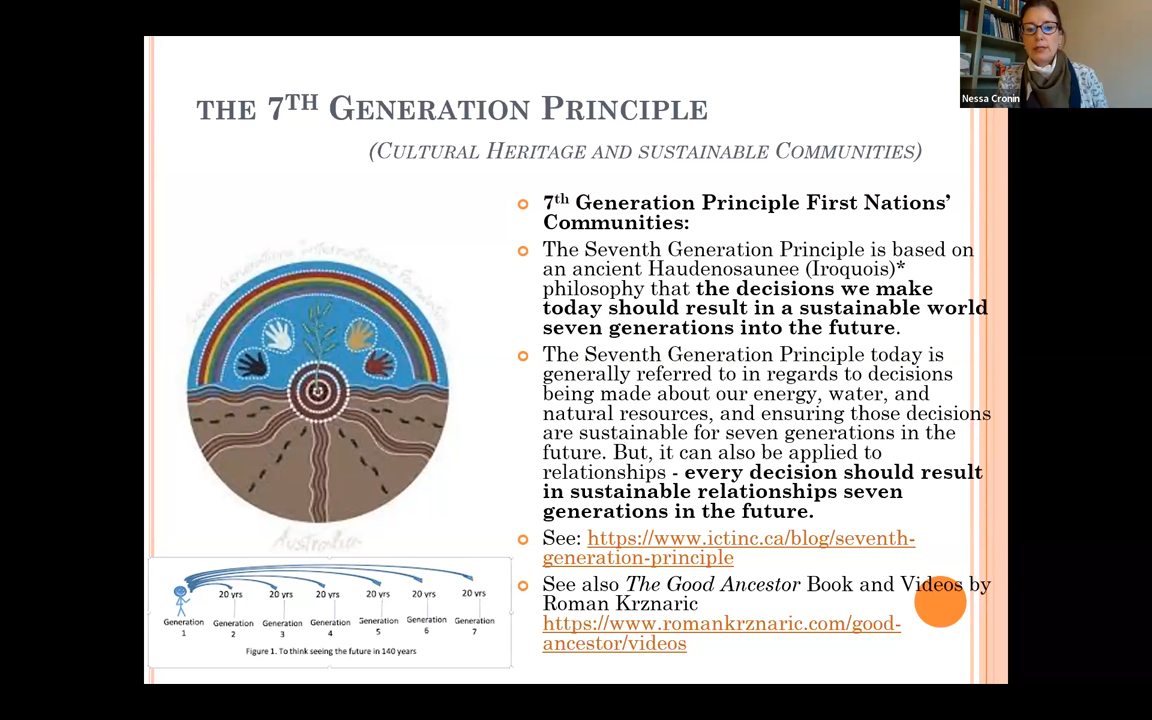 Nessa Cronin
THE 7TH GENERATION PRINCIPLE
(CULTURAL HERITAGE AND SUSTAINABLE COMMUNITIES)
7th Generation Principle First Nations’
Communities:
The Seventh Generation Principle is based on
an ancient Haudenosaunee (Iroquois)*
philosophy that the decisions we make
today should result in a sustainable world
seven generations into the future.
The Seventh Generation Principle today is
generally referred to in regards to decisions
being made about our energy, water, and
natural resources, and ensuring those decisions
are sustainable for seven generations in the
future. But, it can also be applied to
relationships - every decision should result
in sustainable relationships seven
generations in the future.
See: https://www.ictinc.ca/blog/seventh-
generation-principle
See also The Good Ancestor Book and Videos by
Roman Krznaric
https://www.romankrznaric.com/good-
ancestor/videos
Australia
20 yrs 20 yrs 20 yrs 20 yrs 20 yrs 20 yrs
Generation Generation Generation Generation Generation Generation Generation
1 2 3 4 5 6 7
Figure 1. To think seeing the future in 140 years